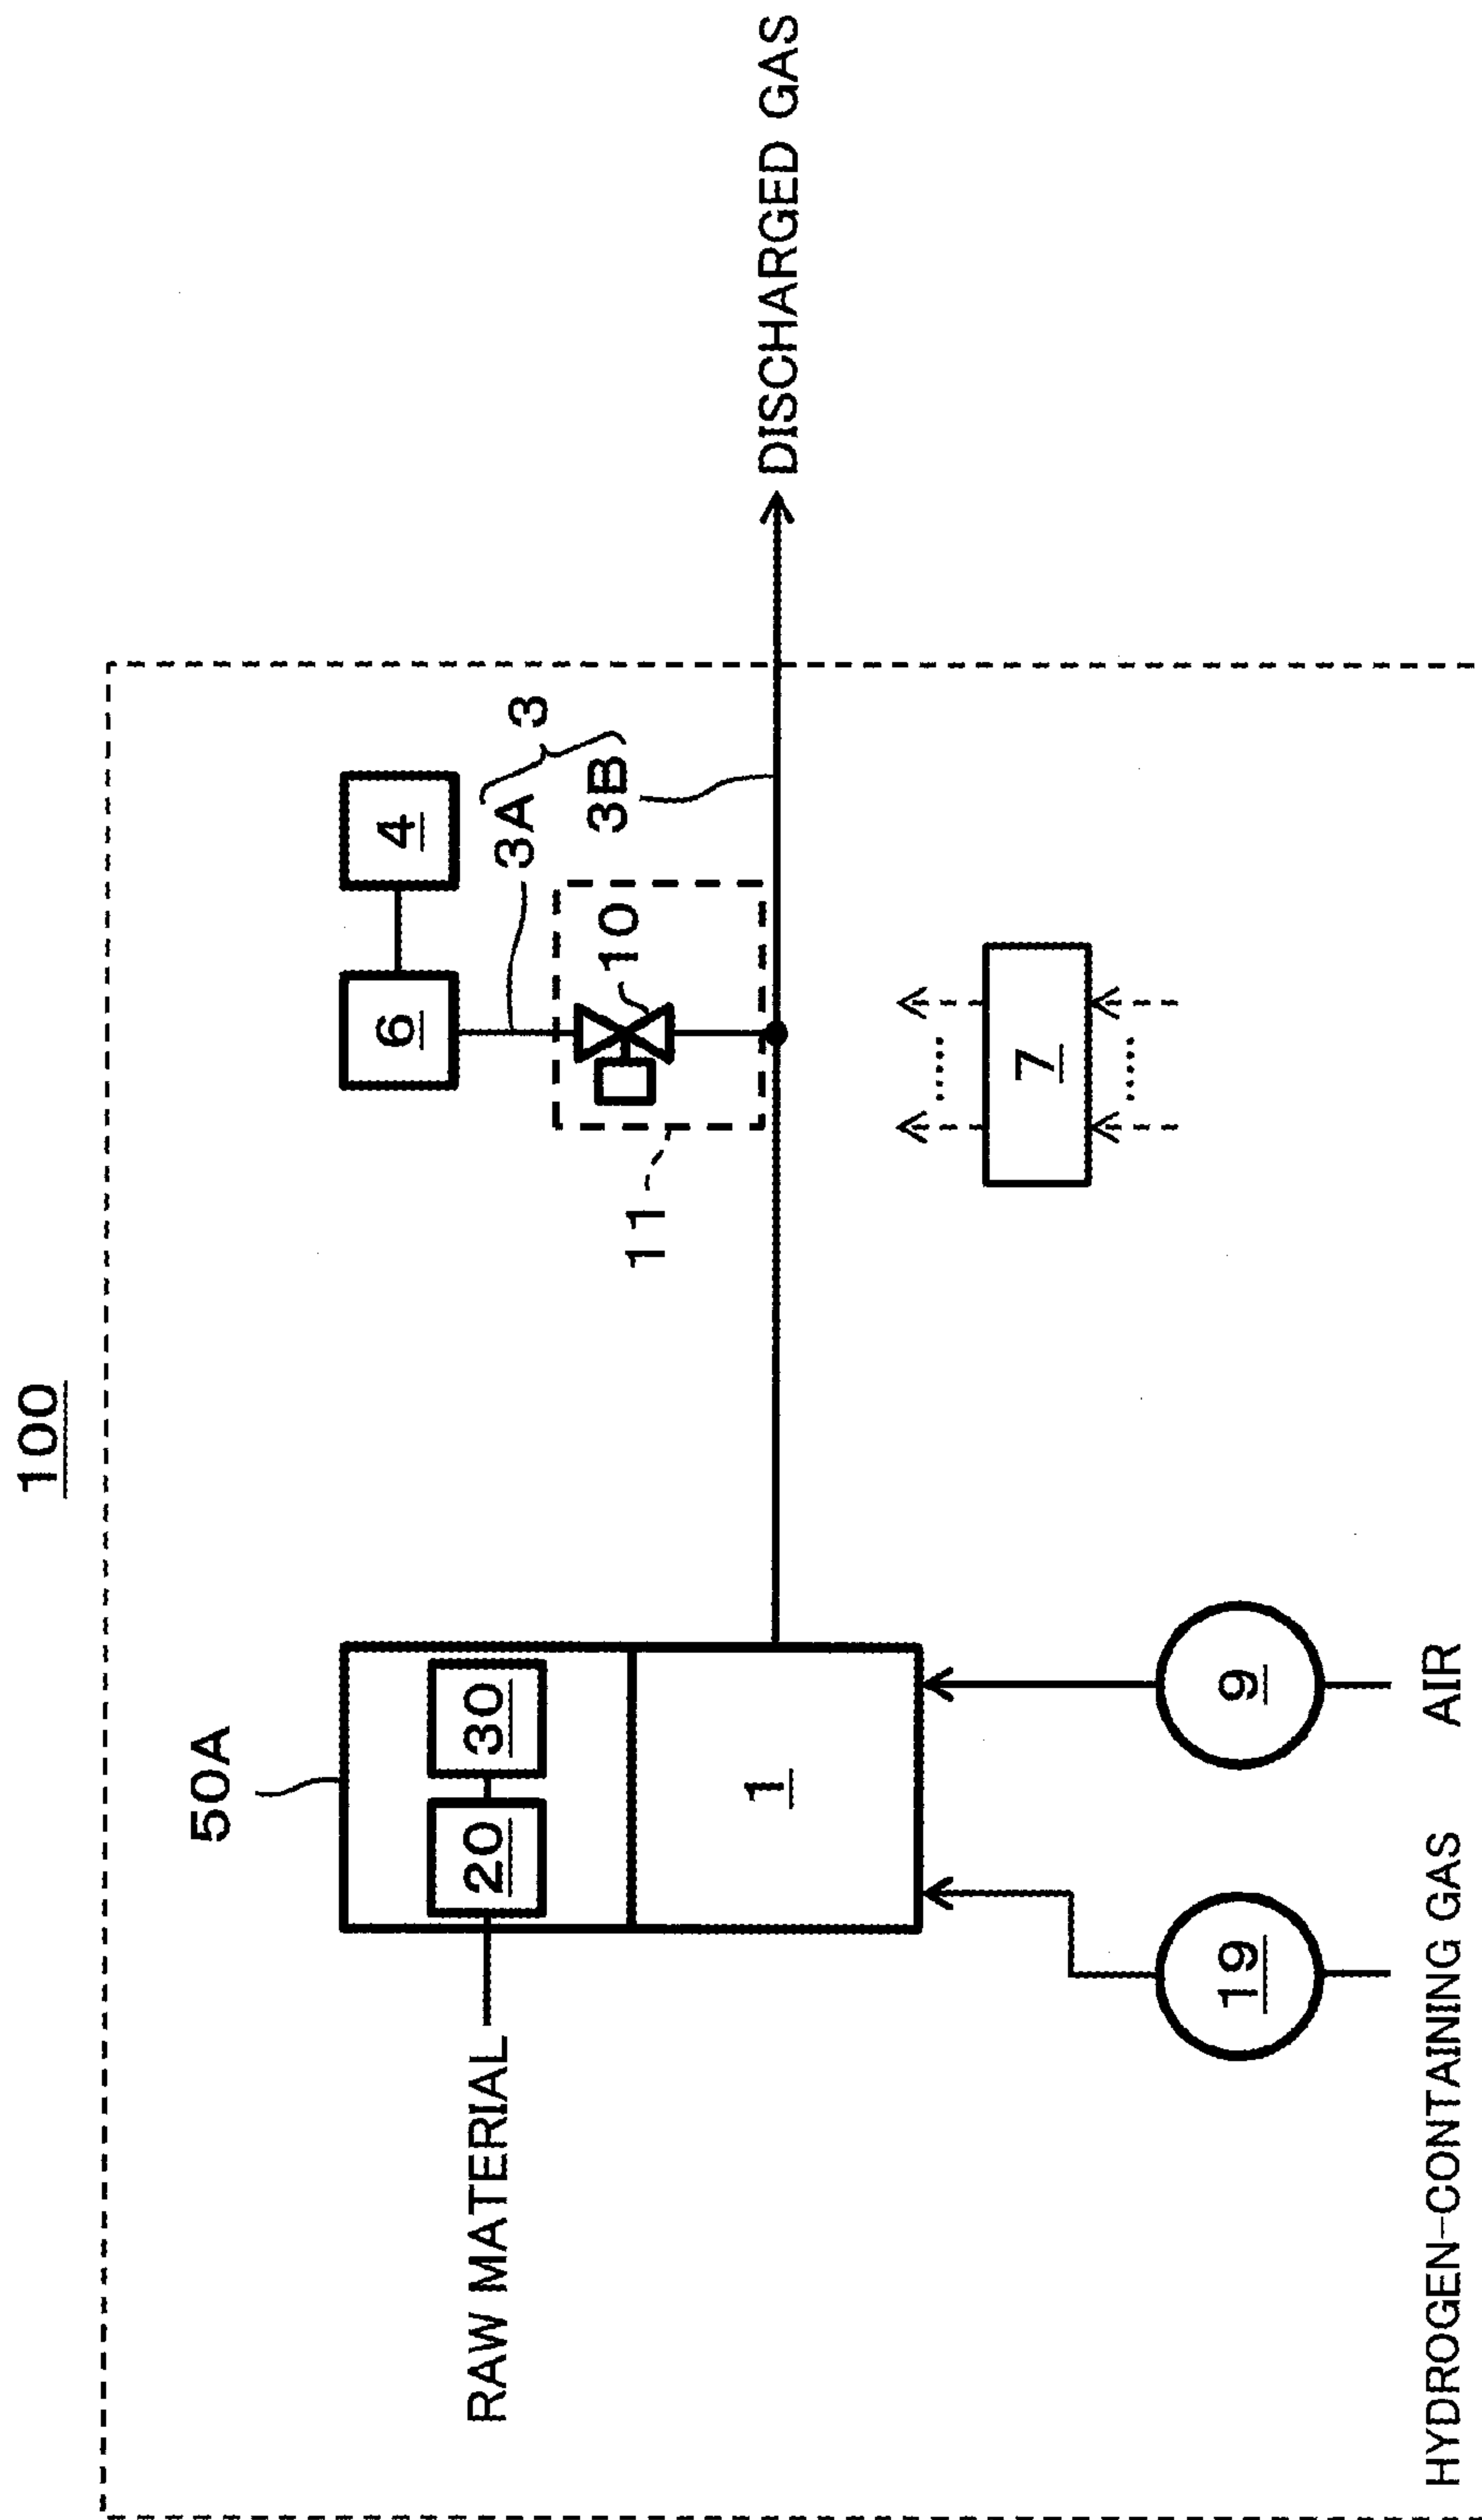 100
50A
RAW MATERIAL
20
30
1
6
4
3A
3B
3
10
11
7
19
9
HYDROGEN-CONTAINING GAS
AIR
DISCHARGED GAS